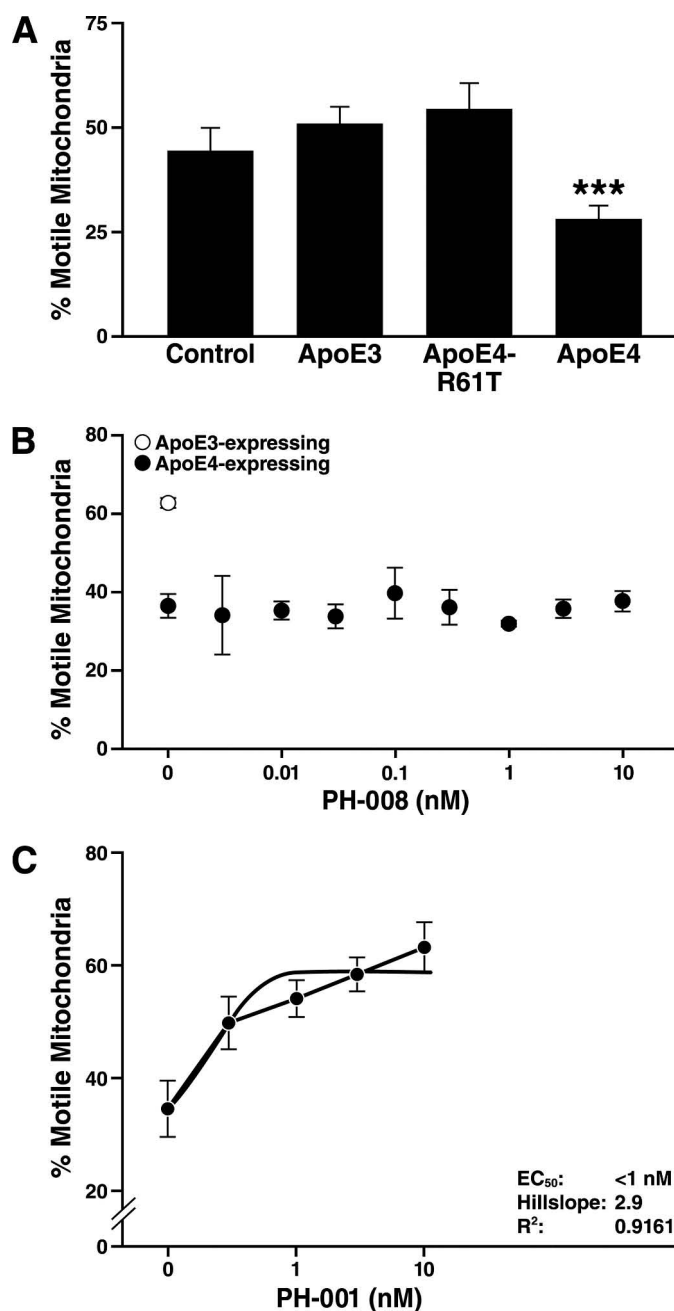 A
% Motile Mitochondria
75
50
25
0
***
Control
ApoE3
ApoE4-
R61T
ApoE4
B
% Motile Mitochondria
ApoE3-expressing
ApoE4-expressing
80
60
40
20
0
0 0.01 0.1 1 10
PH-008 (nM)
C
% Motile Mitochondria
80
60
40
20
0
EC₅₀: <1 nM
Hillslope: 2.9
R²: 0.9161
0 1 10
PH-001 (nM)